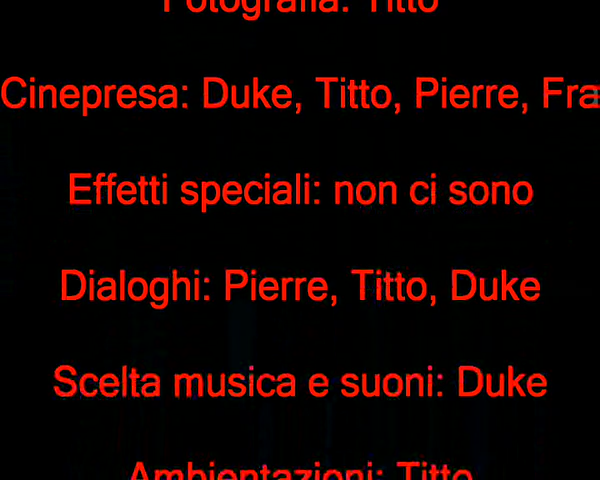 Fotografia: Titto
Cinepresa: Duke, Titto, Pierre, Fra
Effetti speciali: non ci sono
Dialoghi: Pierre, Titto, Duke
Scelta musica e suoni: Duke
Ambientazioni: Titto